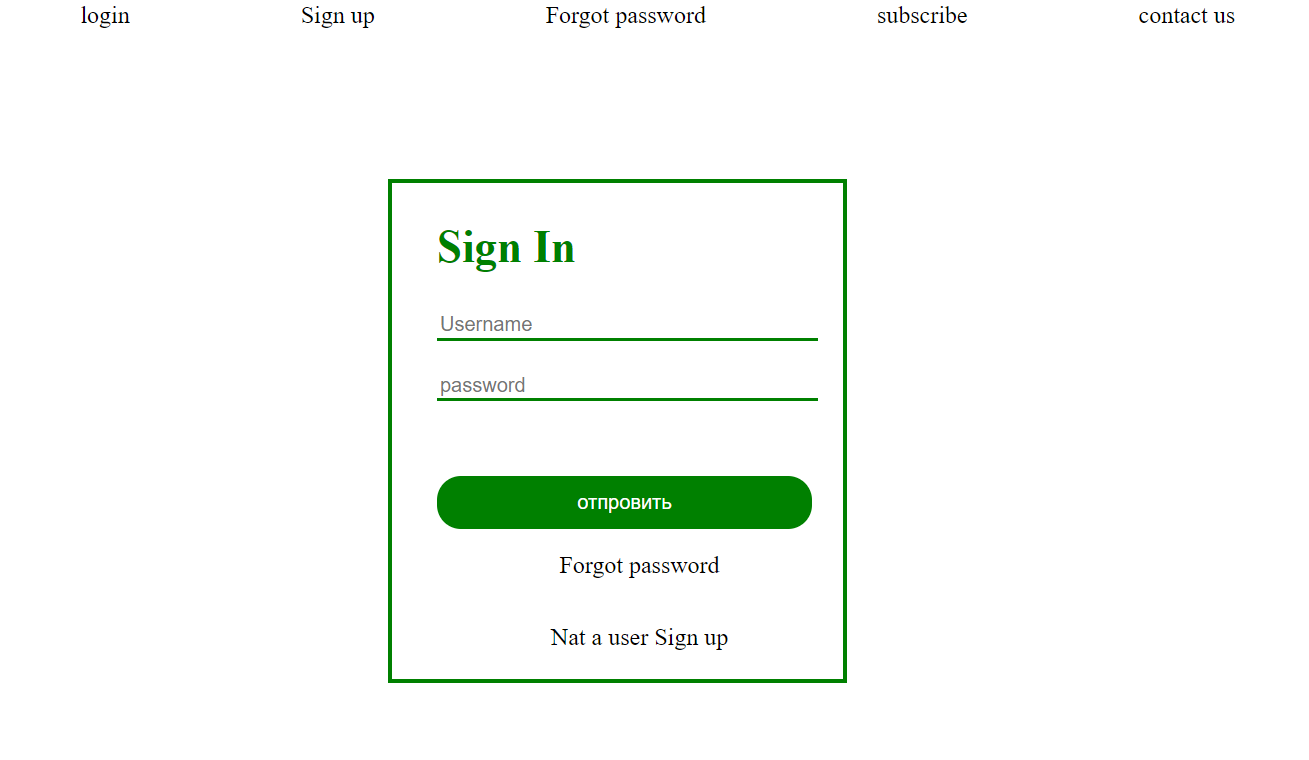 login Sign up Forgot password subscribe contact us
Sign In
Username
password
отпровить
Forgot password
Nat a user Sign up